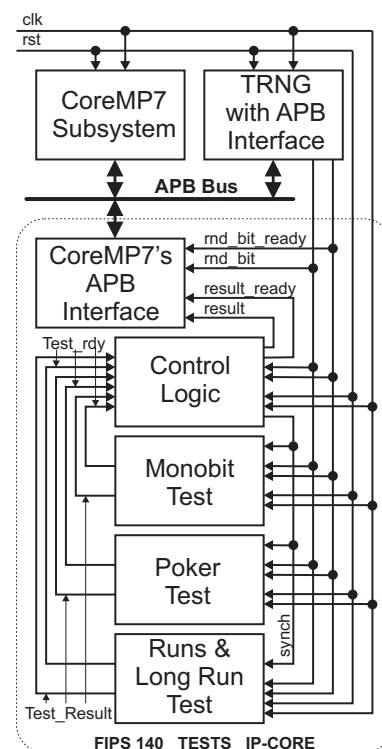 clk
rst
CoreMP7
Subsystem
TRNG
with APB
Interface
APB Bus
CoreMP7's
APB
Interface
rnd_bit_ready
rnd_bit
result_ready
result
Test_rdy
Control
Logic
Monobit
Test
Poker
Test
synch
Runs &
Long Run
Test
Test_Result
FIPS 140 TESTS IP-CORE